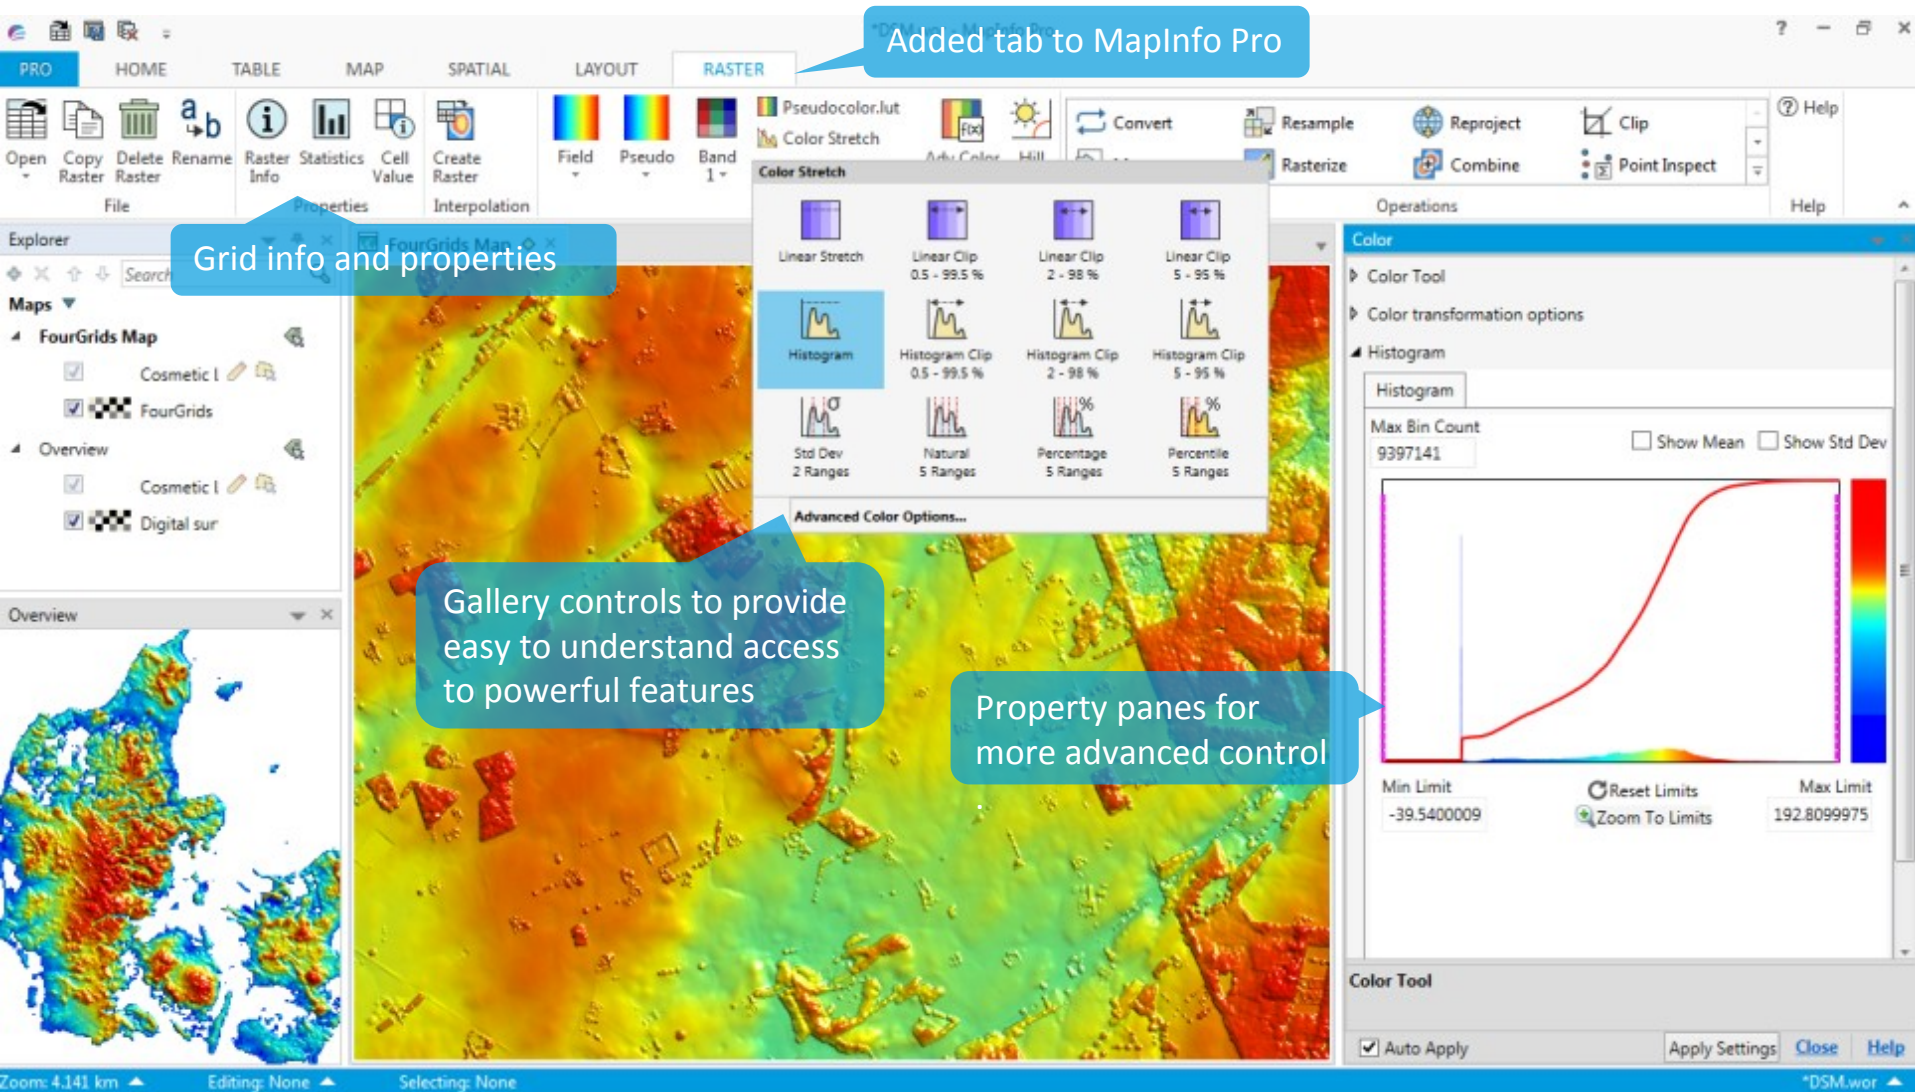 Added tab to MapInfo Pro
PRO HOME TABLE MAP SPATIAL LAYOUT RASTER
Pseudocolor.lut
Color Stretch
Open Copy Raster Delete Raster Rename
Raster Info Statistics Cell Value
Create Raster
Field Pseudo Band 1
Hill
Convert Resample Reproject Clip
Rasterize Combine Point Inspect
Help
File Properties Interpolation Operations Help
Grid info and properties
Explorer
Search
Maps
FourGrids Map
Cosmetic l
FourGrids
Overview
Cosmetic l
Digital sur
Overview
FourGrids Map
Color Stretch
Linear Stretch
Linear Clip
0.5 - 99.5 %
Linear Clip
2 - 98 %
Linear Clip
5 - 95 %
Histogram
Histogram Clip
0.5 - 99.5 %
Histogram Clip
2 - 98 %
Histogram Clip
5 - 95 %
σ
%
%
Std Dev
2 Ranges
Natural
5 Ranges
Percentage
5 Ranges
Percentile
5 Ranges
Advanced Color Options...
Gallery controls to provide
easy to understand access
to powerful features
Property panes for
more advanced control
.
Color
Color Tool
Color transformation options
Histogram
Histogram
Max Bin Count
9397141
Show Mean Show Std Dev
Min Limit Reset Limits Max Limit
-39.5400009 Zoom To Limits 192.8099975
Color Tool
Auto Apply Apply Settings Close Help
Zoom: 4.141 km Editing: None Selecting: None *DSM.wor